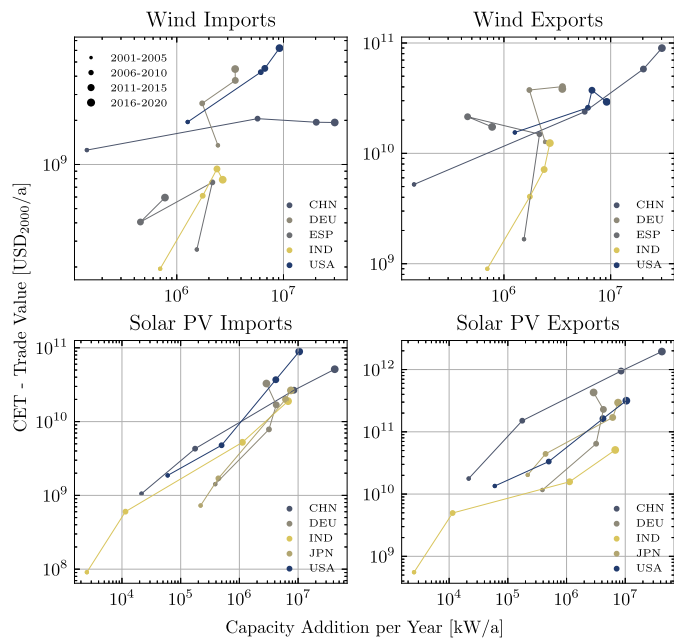 Wind Imports
Wind Exports
2001-2005
2006-2010
2011-2015
2016-2020
10^9
10^6
10^7
CHN
DEU
ESP
IND
USA
10^11
10^10
10^9
10^6
10^7
CHN
DEU
ESP
IND
USA
CET - Trade Value [USD_2000/a]
Solar PV Imports
Solar PV Exports
10^11
10^10
10^9
10^8
10^4
10^5
10^6
10^7
CHN
DEU
IND
JPN
USA
10^12
10^11
10^10
10^9
10^4
10^5
10^6
10^7
CHN
DEU
IND
JPN
USA
Capacity Addition per Year [kW/a]